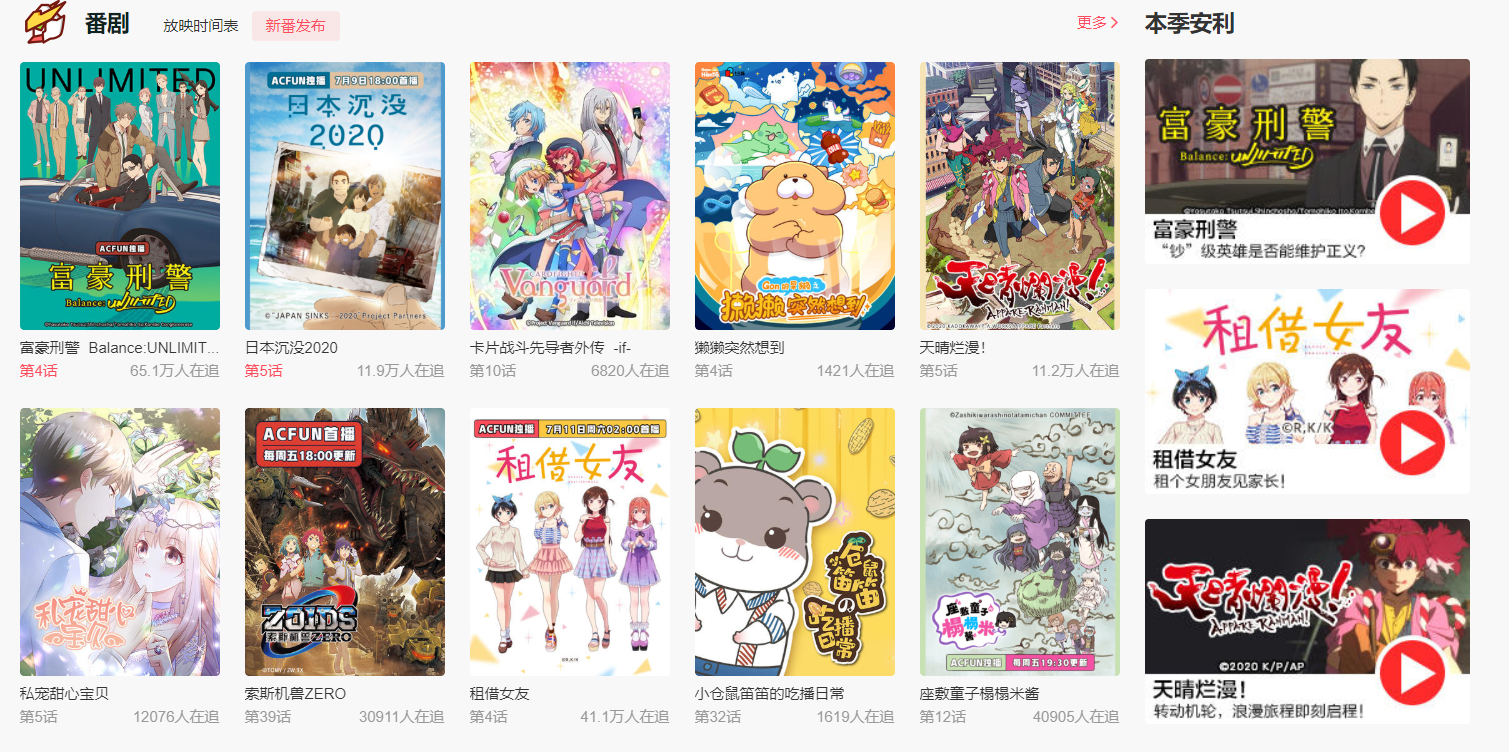 番剧
放映时间表
新番发布
更多
本季安利
UNLIMITED
ACFUN独播
富豪刑警
Balance: UNLIMITED
富豪刑警 Balance:UNLIMIT...
第4话
65.1万人在追
ACFUN独播 7月9日18:00首播
日本沉没
2020
©"JAPAN SINKS : 2020" Project Partners
日本沉没2020
第5话
11.9万人在追
CARDFIGHT!!
Vanguard
©Project Vanguard if/Aichi Television
卡片战斗先导者外传 -if-
第10话
6820人在追
獭獭突然想到
獭獭突然想到
第4话
1421人在追
天晴爛漫!
APPARE-RANMAN!
天晴烂漫!
第5话
11.2万人在追
私宠甜心
宝贝
私宠甜心宝贝
第5话
12076人在追
ACFUN首播
每周五18:00更新
ZOIDS
索斯机兽ZERO
©TOMY / ZW.TX
索斯机兽ZERO
第39话
30911人在追
ACFUN独播 7月11日周六02:00首播
租借女友
©R,K/K
租借女友
第4话
41.1万人在追
小仓鼠
笛笛の
吃播
日常
小仓鼠笛笛的吃播日常
第32话
1619人在追
©Zashikiwarashinotatamichan COMMITTEE
座敷童子
榻榻米
酱
ACFUN独播 每周五19:30更新
座敷童子榻榻米酱
第12话
40905人在追
富豪刑警
Balance: UNLIMITED
富豪刑警
“钞”级英雄是否能维护正义?
租借女友
©R,K/K
租借女友
租个女朋友见家长!
天晴爛漫!
APPARE-RANMAN!
©2020 K/P/AP
天晴烂漫!
转动机轮，浪漫旅程即刻启程!